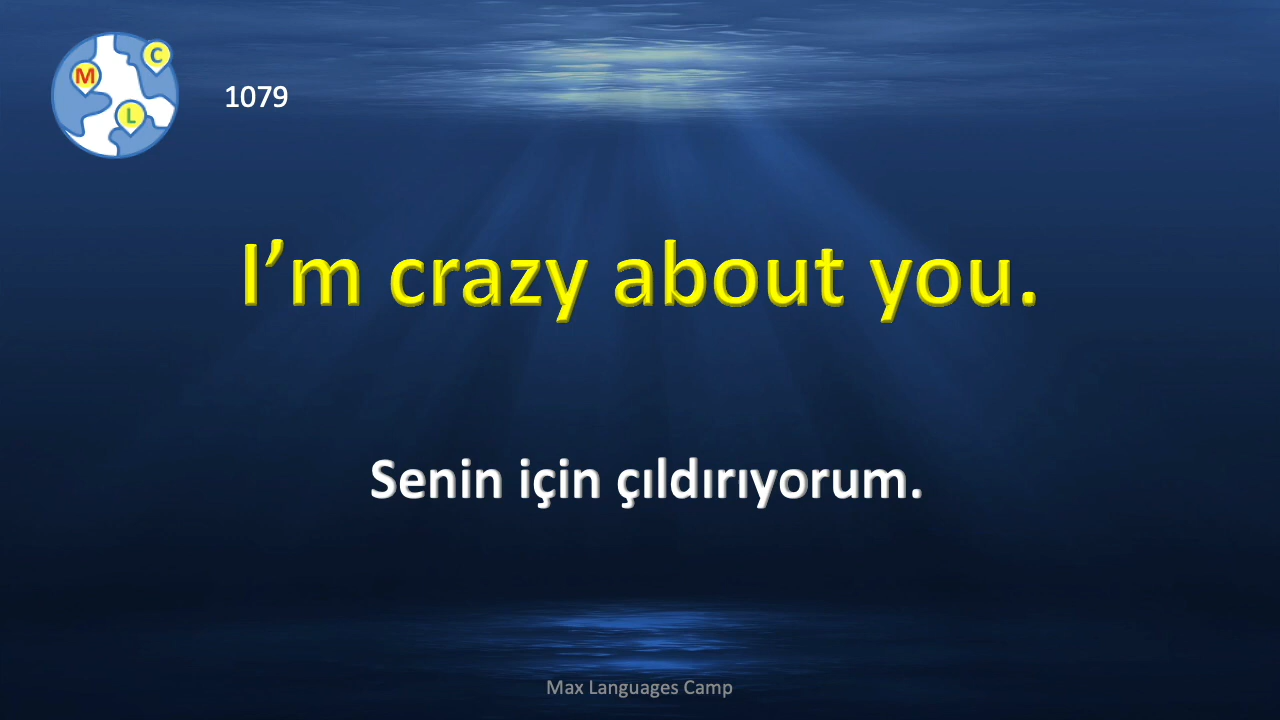 M
C
L
1079
I’m crazy about you.
Senin için çıldırıyorum.
Max Languages Camp